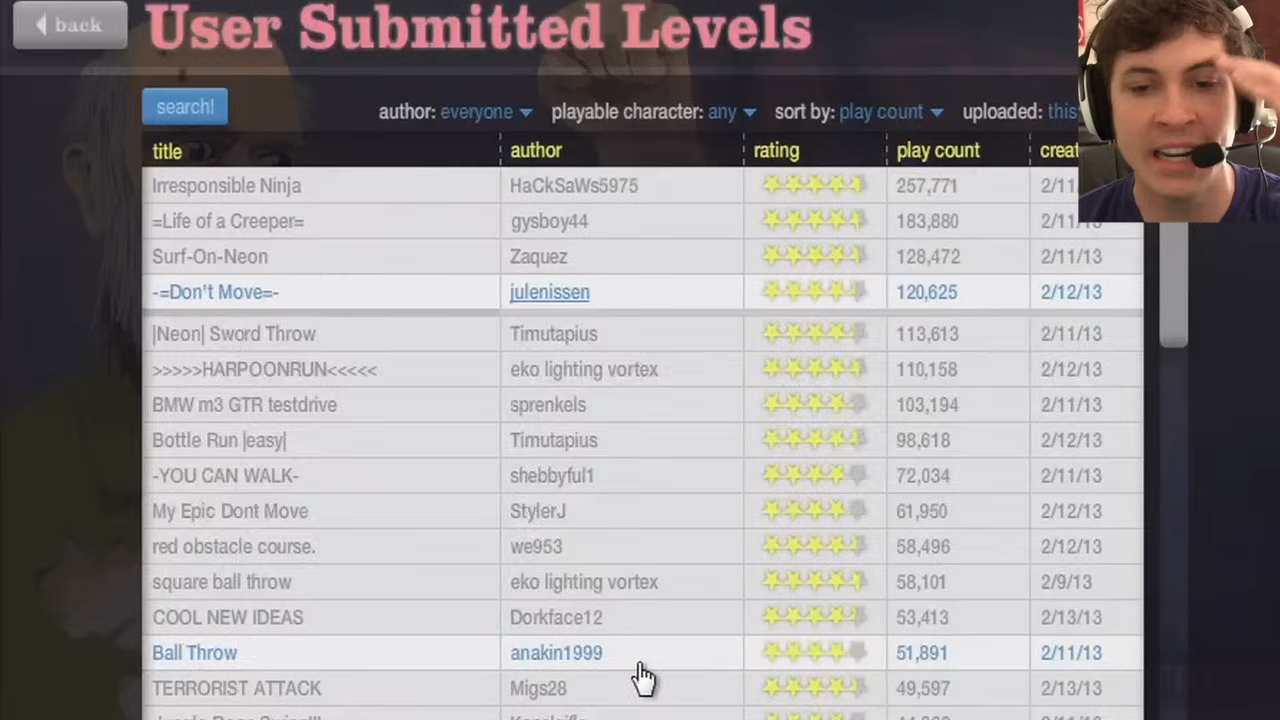 back
User Submitted Levels
search!
author: everyone playable character: any sort by: play count uploaded: this
title author rating play count creat
Irresponsible Ninja HaCkSaWs5975 257,771 2/11/
=Life of a Creeper= gysboy44 183,880 2/11/13
Surf-On-Neon Zaquez 128,472 2/11/13
-=Don't Move=- julenissen 120,625 2/12/13
|Neon| Sword Throw Timutapius 113,613 2/11/13
>>>>>HARPOONRUN<<<<< eko lighting vortex 110,158 2/12/13
BMW m3 GTR testdrive sprenkels 103,194 2/11/13
Bottle Run |easy| Timutapius 98,618 2/12/13
-YOU CAN WALK- shebbyful1 72,034 2/11/13
My Epic Dont Move StylerJ 61,950 2/12/13
red obstacle course. we953 58,496 2/12/13
square ball throw eko lighting vortex 58,101 2/9/13
COOL NEW IDEAS Dorkface12 53,413 2/13/13
Ball Throw anakin1999 51,891 2/11/13
TERRORIST ATTACK Migs28 49,597 2/13/13